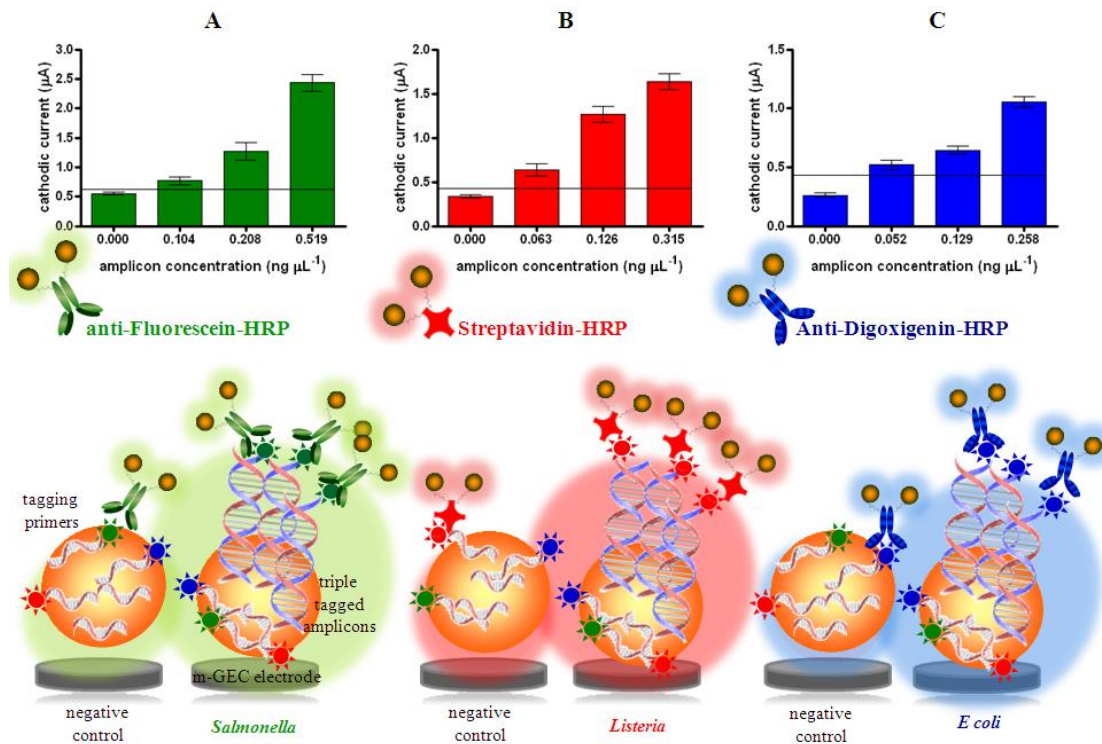 A
B
C
3.0
2.5
2.0
1.5
1.0
0.5
0.0
cathodic current (μA)
0.000 0.104 0.208 0.519
amplicon concentration (ng μL⁻¹)
2.0
1.5
1.0
0.5
0.0
cathodic current (μA)
0.000 0.063 0.126 0.315
amplicon concentration (ng μL⁻¹)
1.5
1.0
0.5
0.0
cathodic current (μA)
0.000 0.052 0.129 0.258
amplicon concentration (ng μL⁻¹)
anti-Fluorescein-HRP
Streptavidin-HRP
Anti-Digoxigenin-HRP
tagging
primers
triple
tagged
amplicons
m-GEC electrode
negative
control
Salmonella
negative
control
Listeria
negative
control
E coli